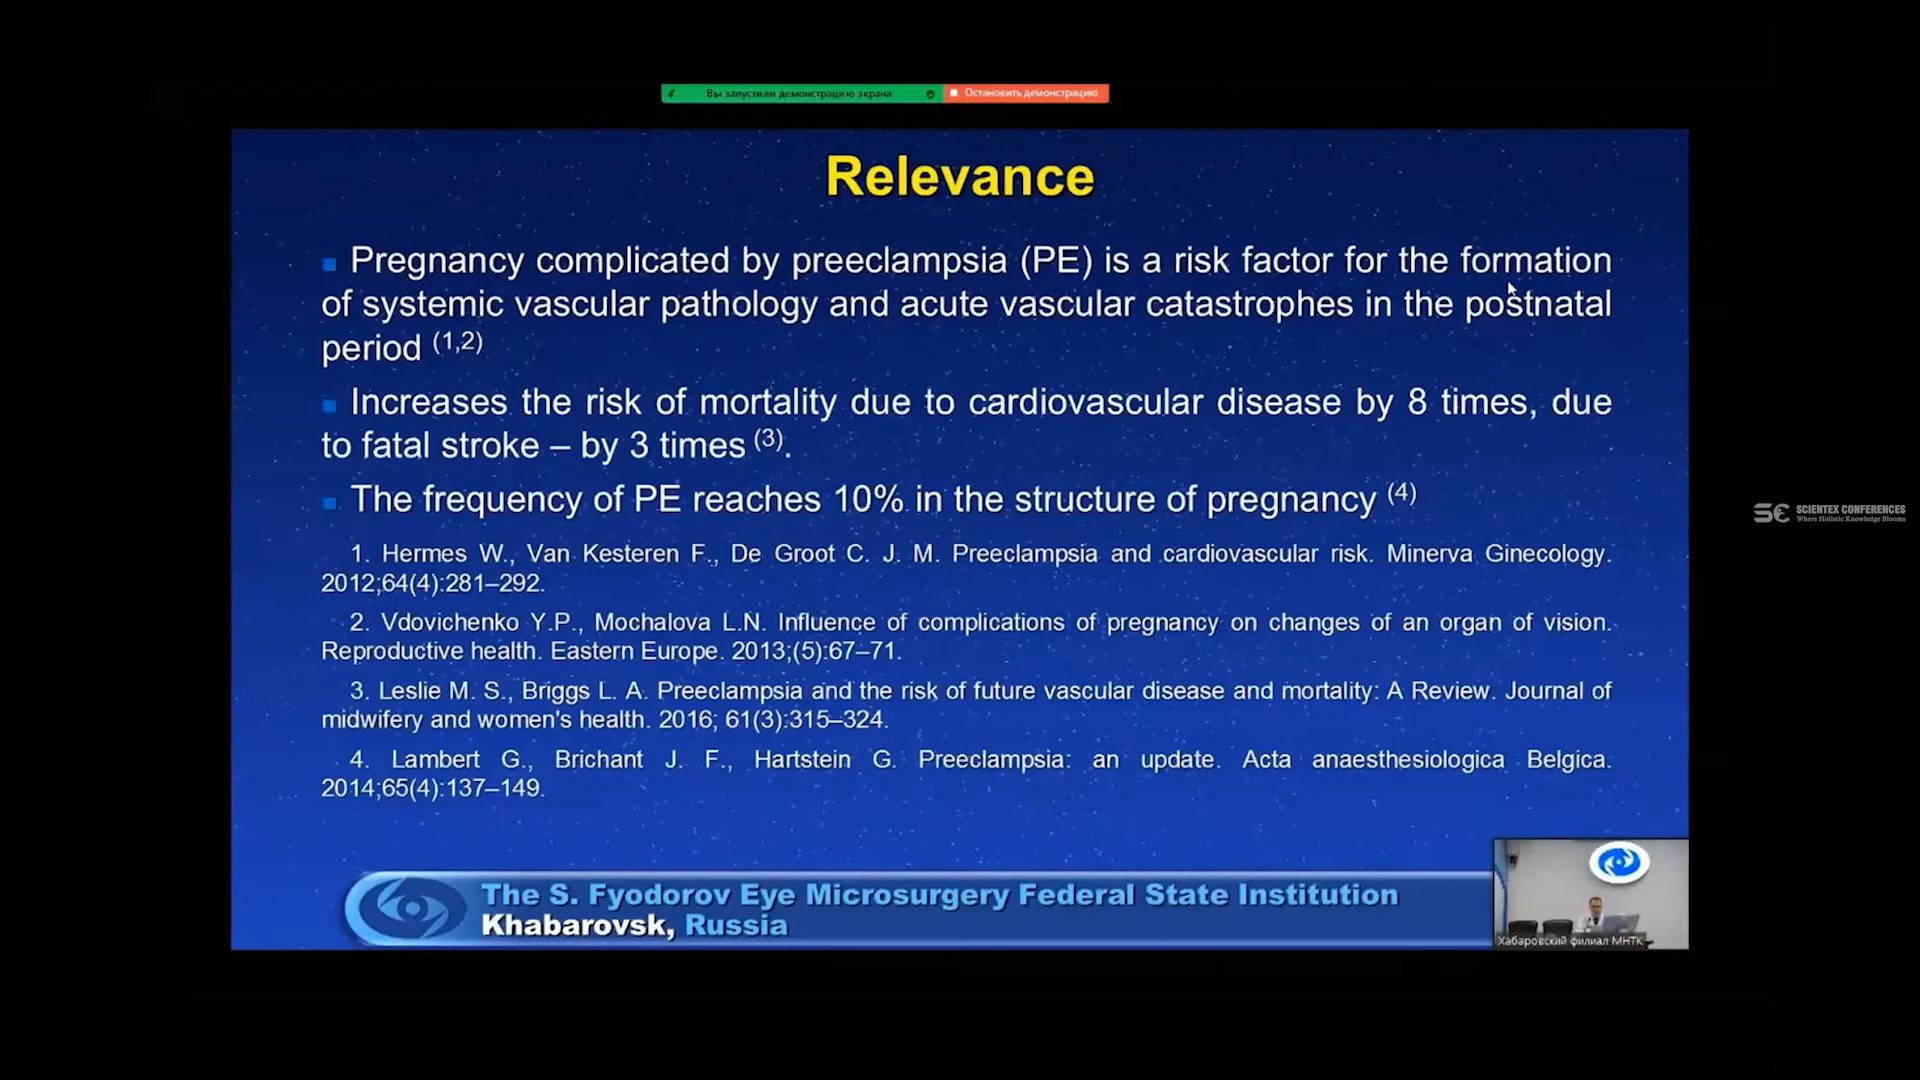 Вы запустили демонстрацию экрана
Остановить демонстрацию
Relevance
Pregnancy complicated by preeclampsia (PE) is a risk factor for the formation
of systemic vascular pathology and acute vascular catastrophes in the postnatal
period (1,2)
Increases the risk of mortality due to cardiovascular disease by 8 times, due
to fatal stroke – by 3 times (3).
The frequency of PE reaches 10% in the structure of pregnancy (4)
1. Hermes W., Van Kesteren F., De Groot C. J. M. Preeclampsia and cardiovascular risk. Minerva Ginecology.
2012;64(4):281–292.
2. Vdovichenko Y.P., Mochalova L.N. Influence of complications of pregnancy on changes of an organ of vision.
Reproductive health. Eastern Europe. 2013;(5):67–71.
3. Leslie M. S., Briggs L. A. Preeclampsia and the risk of future vascular disease and mortality: A Review. Journal of
midwifery and women's health. 2016; 61(3):315–324.
4. Lambert G., Brichant J. F., Hartstein G. Preeclampsia: an update. Acta anaesthesiologica Belgica.
2014;65(4):137–149.
The S. Fyodorov Eye Microsurgery Federal State Institution
Khabarovsk, Russia
Хабаровский филиал МНТК
SC SCIENTEX CONFERENCES
Where Holistic Knowledge Blooms